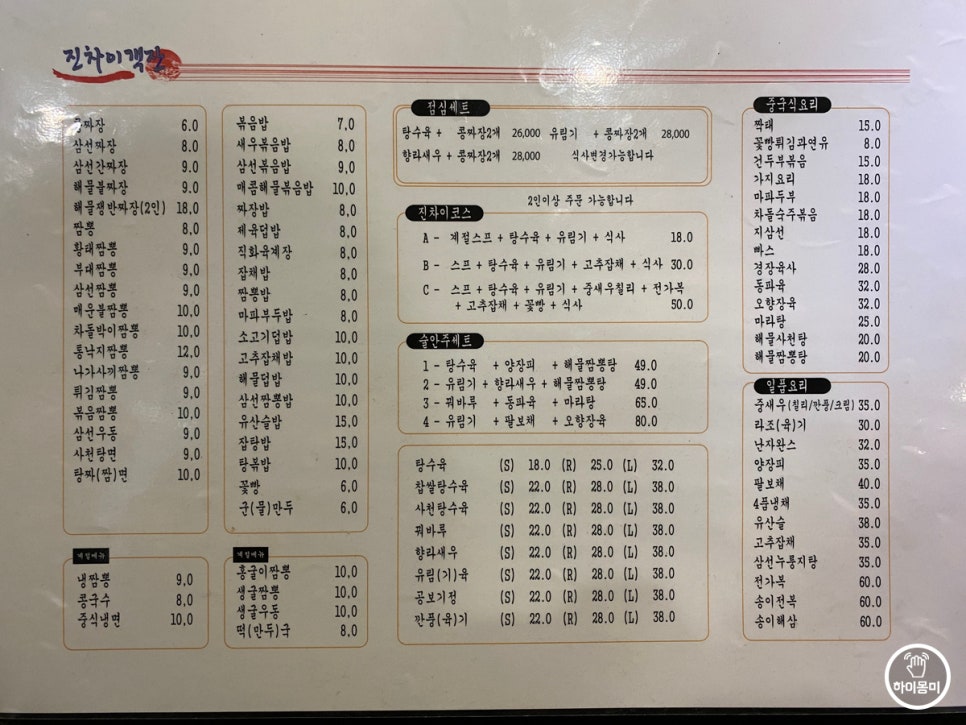 진차이객잔
콩짜장 6.0
삼선짜장 8.0
삼선간짜장 9.0
해물불짜장 9.0
해물쟁반짜장(2인) 18.0
짬뽕 8.0
황태짬뽕 9.0
부대짬뽕 9.0
삼선짬뽕 9.0
매운불짬뽕 10,0
차돌박이짬뽕 10,0
통낙지짬뽕 12,0
나가사끼짬뽕 9,0
튀김짬뽕 9,0
볶음짬뽕 10,0
삼선우동 9,0
사천탕면 9,0
탕짜(짬)면 10,0
계절메뉴
냉짬뽕 9,0
콩국수 8,0
중식냉면 10,0
볶음밥 7,0
새우볶음밥 8,0
삼선볶음밥 9,0
매콤해물볶음밥 10,0
짜장밥 8,0
제육덮밥 8,0
직화육계장 8,0
잡채밥 8,0
짬뽕밥 8,0
마파두부밥 8,0
소고기덮밥 10,0
고추잡채밥 10,0
해물덮밥 10,0
삼선짬뽕밥 10,0
유산슬밥 15,0
잡탕밥 15,0
탕볶밥 10,0
꽃빵 6,0
군(물)만두 6,0
계절메뉴
홍굴이짬뽕 10,0
생굴짬뽕 10,0
생굴우동 10,0
떡(만두)국 8,0
점심세트
탕수육 + 콩짜장2개 26,000 유림기 + 콩짜장2개 28,000
향라새우 + 콩짜장2개 28,000 식사변경가능합니다
2인이상 주문 가능합니다
진차이코스
A - 계절스프 + 탕수육 + 유림기 + 식사 18.0
B - 스프 + 탕수육 + 유림기 + 고추잡채 + 식사 30.0
C - 스프 + 탕수육 + 유림기 + 중새우칠리 + 전가복
+ 고추잡채 + 꽃빵 + 식사 50.0
술안주세트
1 - 탕수육 + 양장피 + 해물짬뽕탕 49.0
2 - 유림기 + 향라새우 + 해물짬뽕탕 49.0
3 - 꿔바루 + 동파육 + 마라탕 65.0
4 - 유림기 + 팔보채 + 오향장육 80.0
탕수육 (S) 18.0 (R) 25.0 (L) 32.0
찹쌀탕수육 (S) 22.0 (R) 28.0 (L) 38.0
사천탕수육 (S) 22.0 (R) 28.0 (L) 38.0
꿔바루 (S) 22.0 (R) 28.0 (L) 38.0
향라새우 (S) 22.0 (R) 28.0 (L) 38.0
유림(기)육 (S) 22.0 (R) 28.0 (L) 38.0
공보기정 (S) 22.0 (R) 28.0 (L) 38.0
깐풍(육)기 (S) 22.0 (R) 28.0 (L) 38.0
중국식요리
짝태 15.0
꽃빵튀김과연유 8.0
건두부볶음 15.0
가지요리 18.0
마파두부 18.0
차돌숙주볶음 18.0
지삼선 18.0
빠스 18.0
경장육사 28.0
동파육 32.0
오향장육 32.0
마라탕 25.0
해물사천탕 20.0
해물짬뽕탕 20.0
일품요리
중새우(칠리/깐풍/크림) 35.0
라조(육)기 30.0
난자완스 32.0
양장피 35.0
팔보채 40.0
4품냉채 35.0
유산슬 38.0
고추잡채 35.0
삼선누룽지탕 35.0
전가복 60.0
송이전복 60.0
송이해삼 60.0
하이몸미